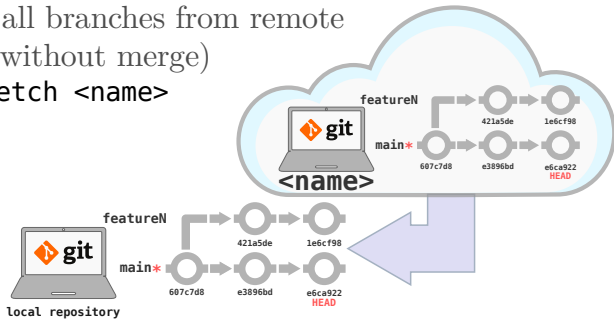 all branches from remote
without merge)
etch <name>
featureN
421a5de
1e6cf98
git
main*
607c7d8
e3896bd
e6ca922
HEAD
<name>
featureN
421a5de
1e6cf98
git
main*
607c7d8
e3896bd
e6ca922
HEAD
local repository